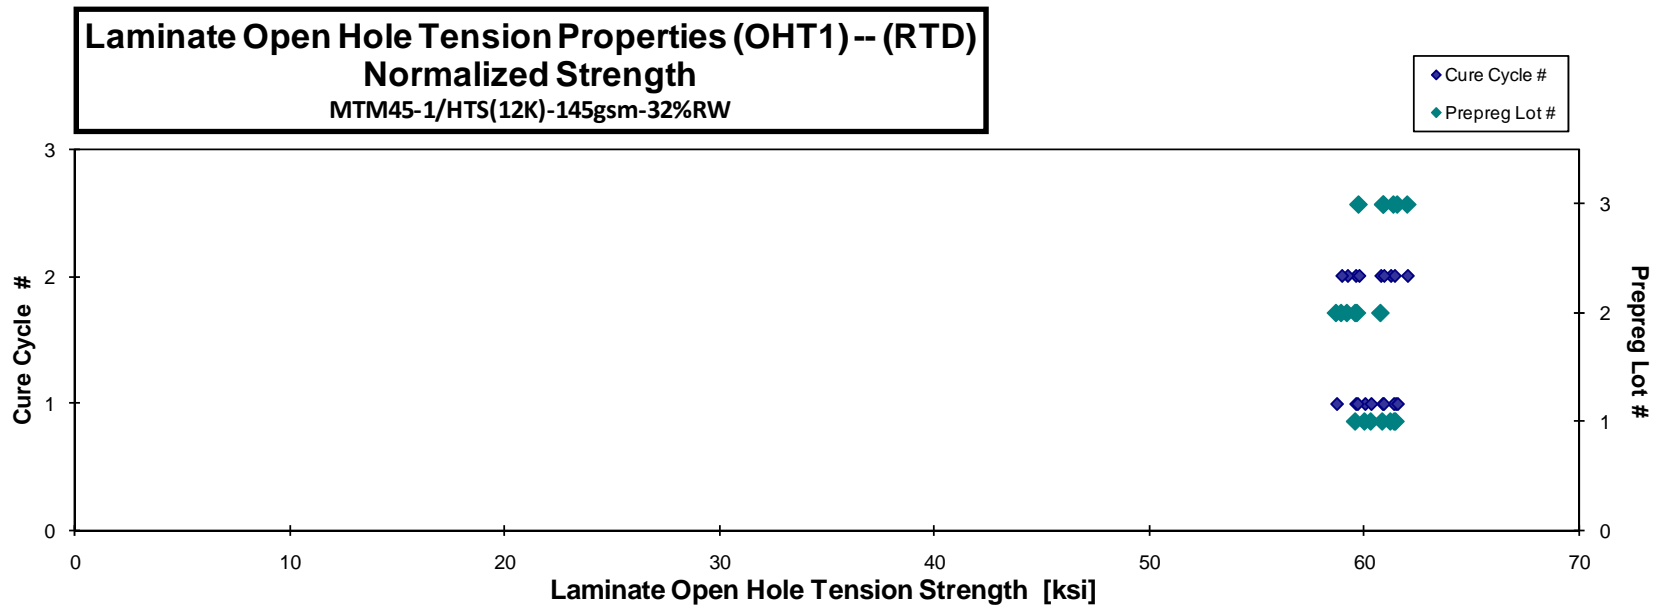 Laminate Open Hole Tension Properties (OHT1) -- (RTD)
Normalized Strength
MTM45-1/HTS(12K)-145gsm-32%RW
Cure Cycle #
Prepreg Lot #
3
2
1
0
Cure Cycle #
3
2
1
0
Prepreg Lot #
0 10 20 30 40 50 60 70
Laminate Open Hole Tension Strength [ksi]